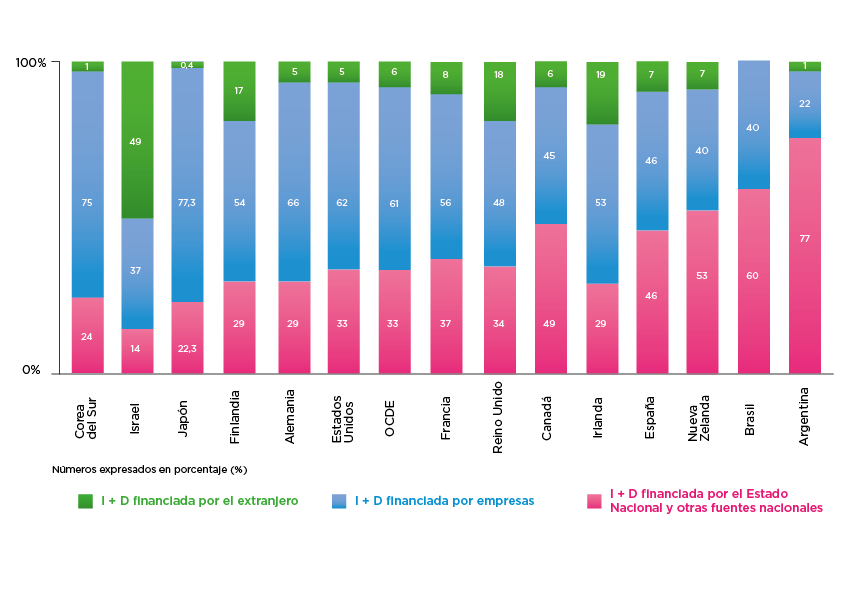 100%
1
49
0,4
17
5
5
6
8
18
6
19
7
7
1
75
37
77,3
54
66
62
61
56
48
45
53
46
40
40
22
24
14
22,3
29
29
33
33
37
34
49
29
46
53
60
77
0%
Corea
del Sur
Israel
Japón
Finlandia
Alemania
Estados
Unidos
OCDE
Francia
Reino Unido
Canadá
Irlanda
España
Nueva
Zelanda
Brasil
Argentina
Números expresados en porcentaje (%)
I + D financiada por el extranjero
I + D financiada por empresas
I + D financiada por el Estado
Nacional y otras fuentes nacionales